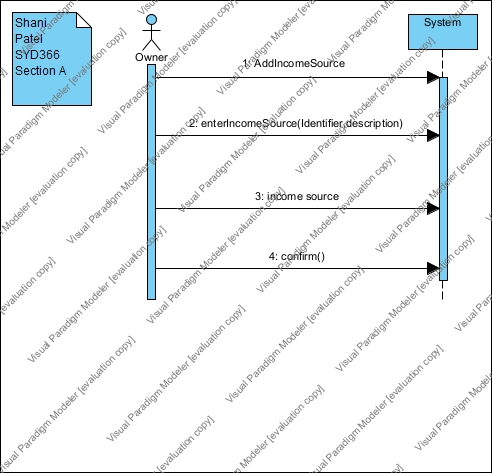 Shani
Patel
SYD366
Section A
Owner
System
1: AddIncomeSource
2: enterIncomeSource(Identifier,description)
3: income source
4: confirm()
Visual Paradigm Modeler [evaluation copy]